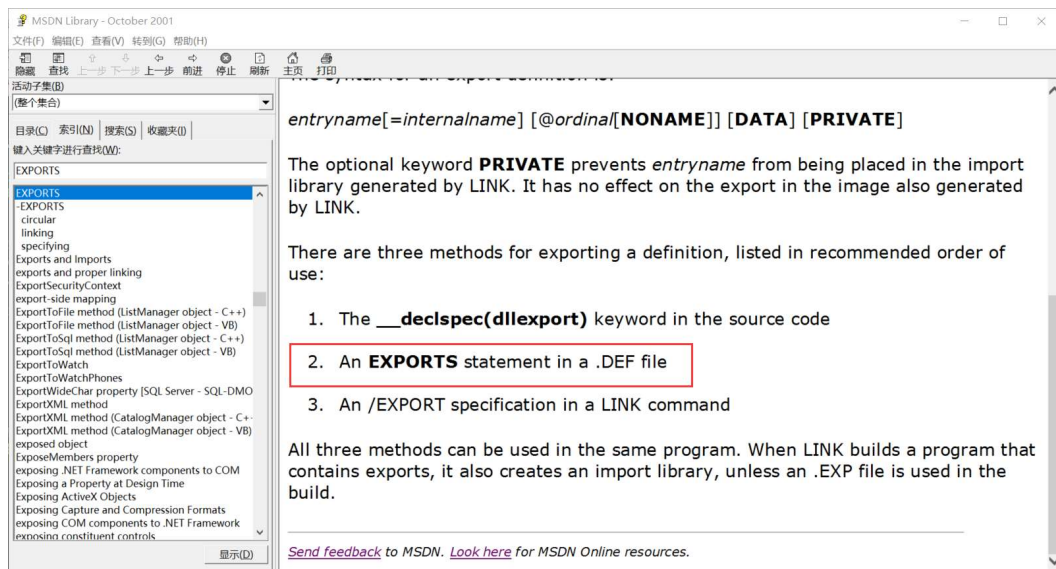 MSDN Library - October 2001
文件(F) 编辑(E) 查看(V) 转到(G) 帮助(H)
隐藏 查找 上一步 下一步 上一步 前进 停止 刷新 主页 打印
活动子集(B)
(整个集合)
目录(C) 索引(N) 搜索(S) 收藏夹(I)
键入关键字进行查找(W):
EXPORTS
EXPORTS
-EXPORTS
circular
linking
specifying
Exports and Imports
exports and proper linking
ExportSecurityContext
export-side mapping
ExportToFile method (ListManager object - C++)
ExportToFile method (ListManager object - VB)
ExportToSql method (ListManager object - C++)
ExportToSql method (ListManager object - VB)
ExportToWatch
ExportToWatchPhones
ExportWideChar property [SQL Server - SQL-DMO
ExportXML method
ExportXML method (CatalogManager object - C+
ExportXML method (CatalogManager object - VB)
exposed object
ExposeMembers property
exposing .NET Framework components to COM
Exposing a Property at Design Time
Exposing ActiveX Objects
Exposing Capture and Compression Formats
exposing COM components to .NET Framework
exposing constituent controls
显示(D)
The syntax for an export definition is:
entryname[=internalname] [@ordinal[NONAME]] [DATA] [PRIVATE]
The optional keyword PRIVATE prevents entryname from being placed in the import
library generated by LINK. It has no effect on the export in the image also generated
by LINK.
There are three methods for exporting a definition, listed in recommended order of
use:
1. The __declspec(dllexport) keyword in the source code
2. An EXPORTS statement in a .DEF file
3. An /EXPORT specification in a LINK command
All three methods can be used in the same program. When LINK builds a program that
contains exports, it also creates an import library, unless an .EXP file is used in the
build.
Send feedback to MSDN. Look here for MSDN Online resources.